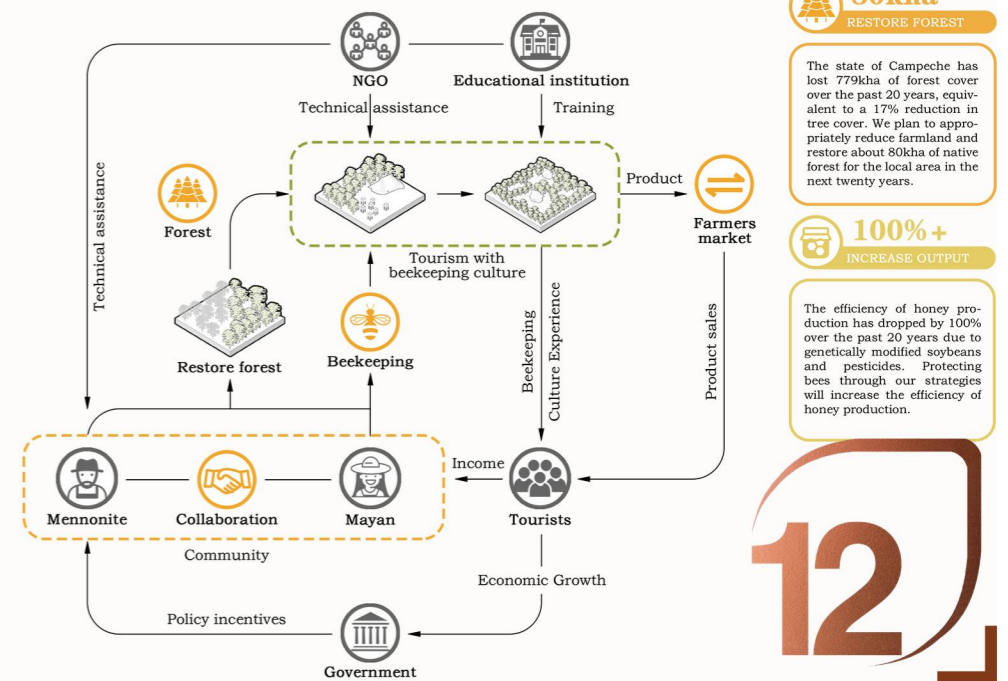 NGO
Educational institution
Technical assistance
Training
Technical assistance
Forest
Product
Farmers
market
Tourism with
beekeeping culture
Restore forest
Beekeeping
Beekeeping
Culture Experience
Product sales
Income
Mennonite
Collaboration
Mayan
Tourists
Community
Economic Growth
Policy incentives
Government
80kha
RESTORE FOREST
The state of Campeche has
lost 779kha of forest cover
over the past 20 years, equiv-
alent to a 17% reduction in
tree cover. We plan to appro-
priately reduce farmland and
restore about 80kha of native
forest for the local area in the
next twenty years.
100%+
INCREASE OUTPUT
The efficiency of honey pro-
duction has dropped by 100%
over the past 20 years due to
genetically modified soybeans
and pesticides. Protecting
bees through our strategies
will increase the efficiency of
honey production.
12